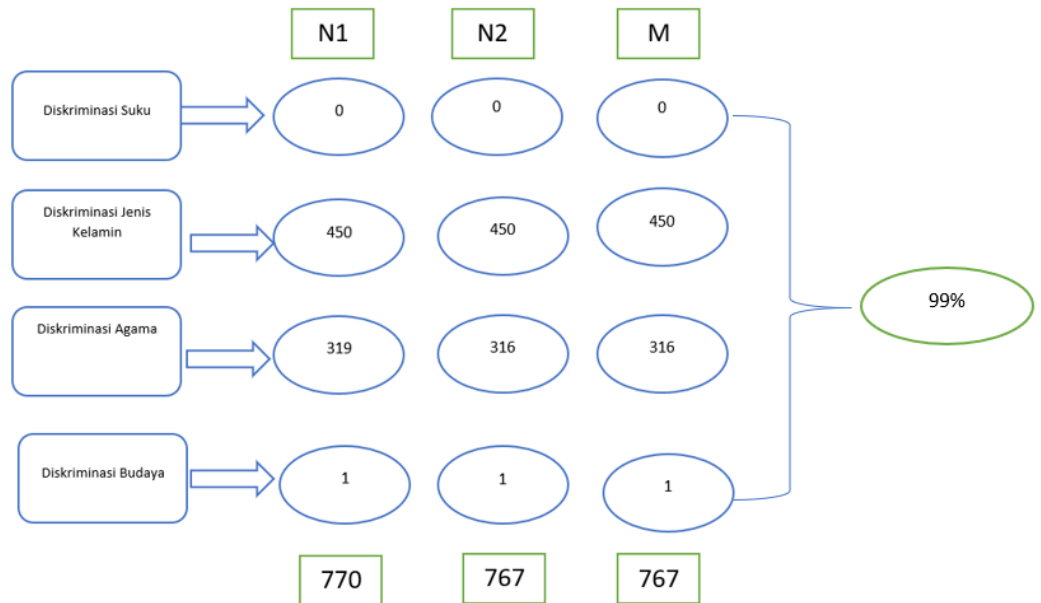 N1
N2
M
Diskriminasi Suku
0
0
0
Diskriminasi Jenis
Kelamin
450
450
450
99%
Diskriminasi Agama
319
316
316
Diskriminasi Budaya
1
1
1
770
767
767